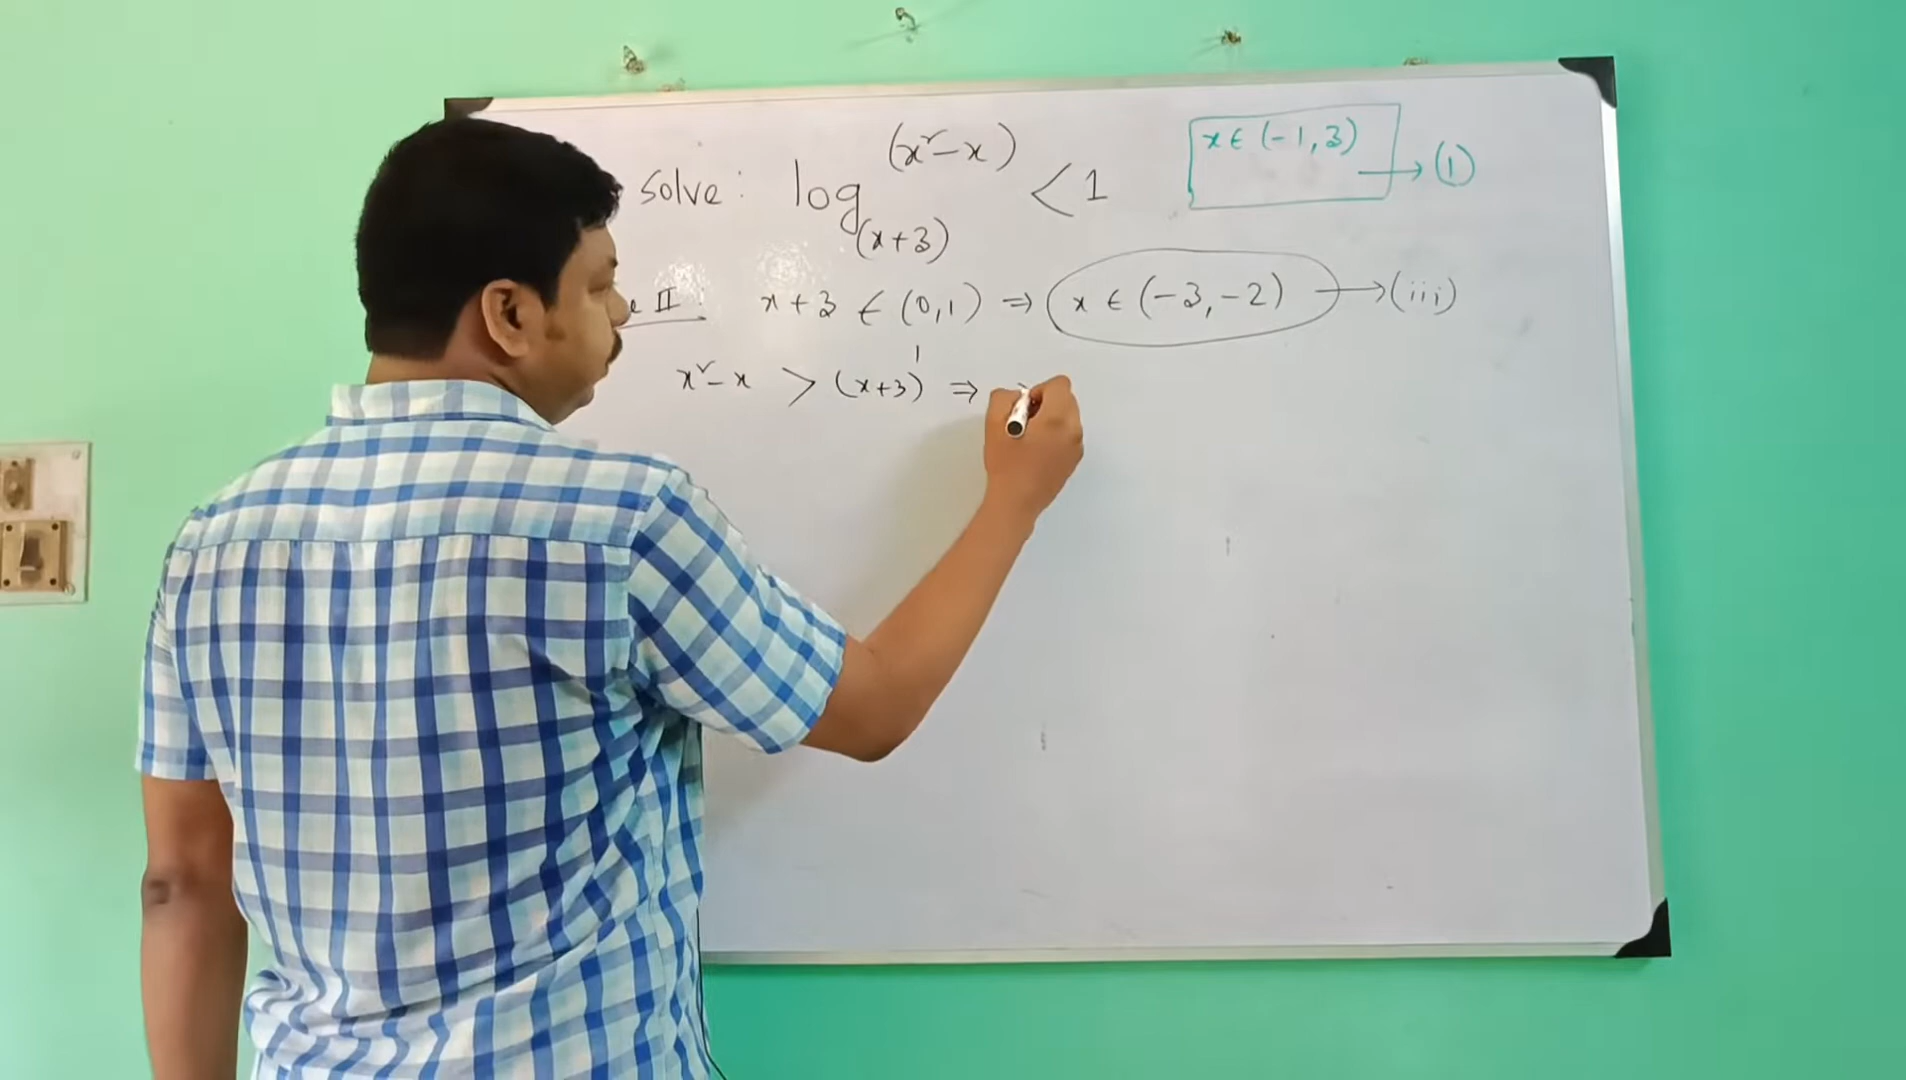 solve: log_(x+3) (x²-x) < 1
x ∈ (-1, 3) → (1)
e II : x+3 ∈ (0,1) ⇒ x ∈ (-3, -2) → (iii)
x²-x > (x+3)¹ ⇒